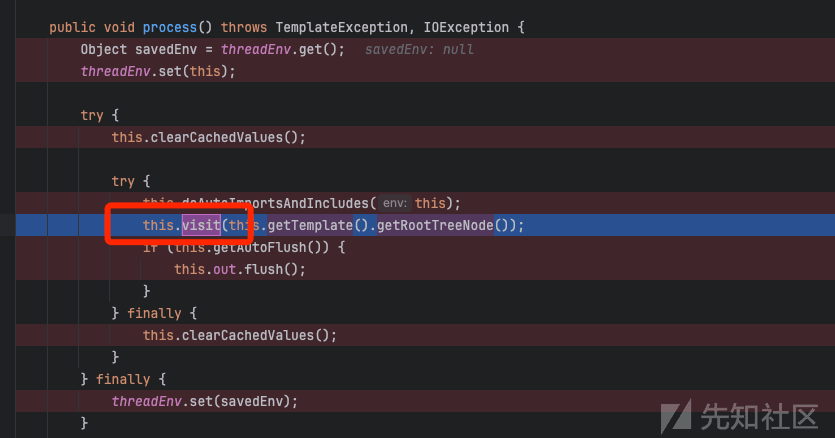 public void process() throws TemplateException, IOException {
Object savedEnv = threadEnv.get(); savedEnv: null
threadEnv.set(this);
try {
this.clearCachedValues();
try {
this.doAutoImportsAndIncludes( env: this);
this.visit(this.getTemplate().getRootTreeNode());
if (this.getAutoFlush()) {
this.out.flush();
}
} finally {
this.clearCachedValues();
}
} finally {
threadEnv.set(savedEnv);
}
先知社区